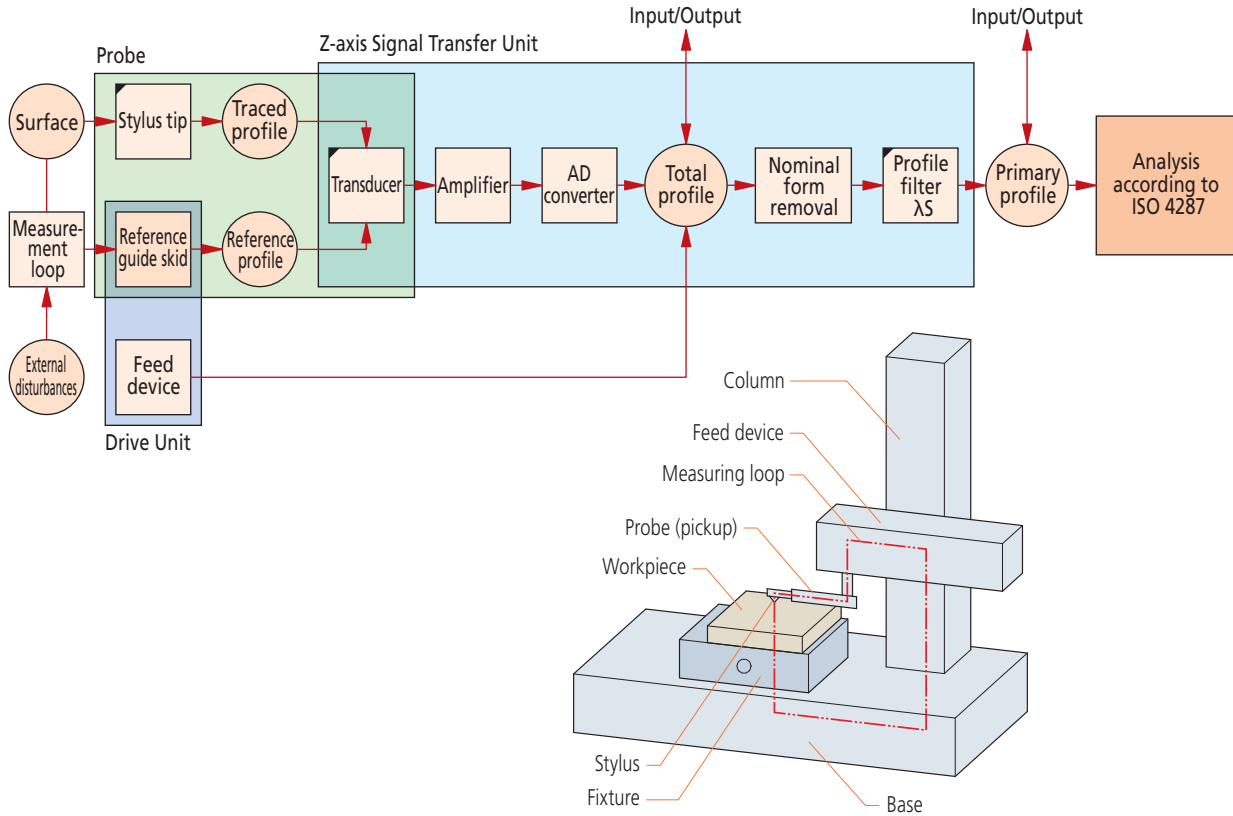 Input/Output
Input/Output
Z-axis Signal Transfer Unit
Probe
Surface
Stylus tip
Traced
profile
Transducer
Amplifier
AD
converter
Total
profile
Nominal
form
removal
Profile
filter
λS
Primary
profile
Analysis
according to
ISO 4287
Measure-
ment
loop
Reference
guide skid
Reference
profile
External
disturbances
Feed
device
Drive Unit
Column
Feed device
Measuring loop
Probe (pickup)
Workpiece
Stylus
Fixture
Base